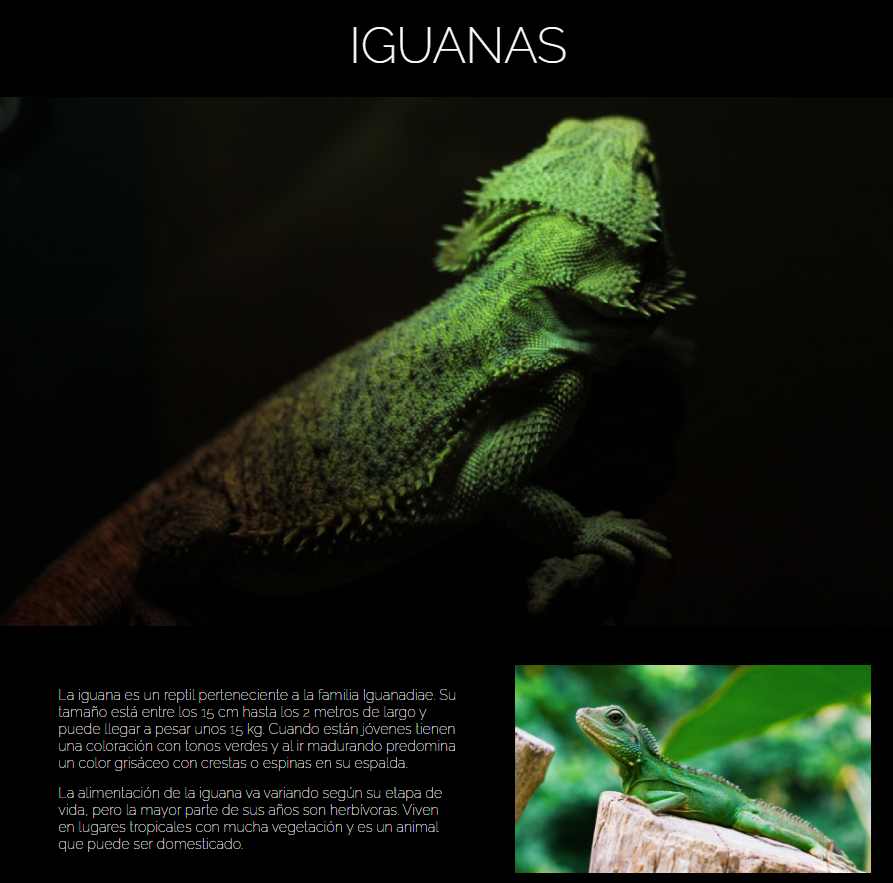 IGUANAS
La iguana es un reptil perteneciente a la familia Iguanadiae. Su
tamaño está entre los 15 cm hasta los 2 metros de largo y
puede llegar a pesar unos 15 kg. Cuando están jóvenes tienen
una coloración con tonos verdes y al ir madurando predomina
un color grisáceo con crestas o espinas en su espalda.
La alimentación de la iguana va variando según su etapa de
vida, pero la mayor parte de sus años son herbívoras. Viven
en lugares tropicales con mucha vegetación y es un animal
que puede ser domesticado.